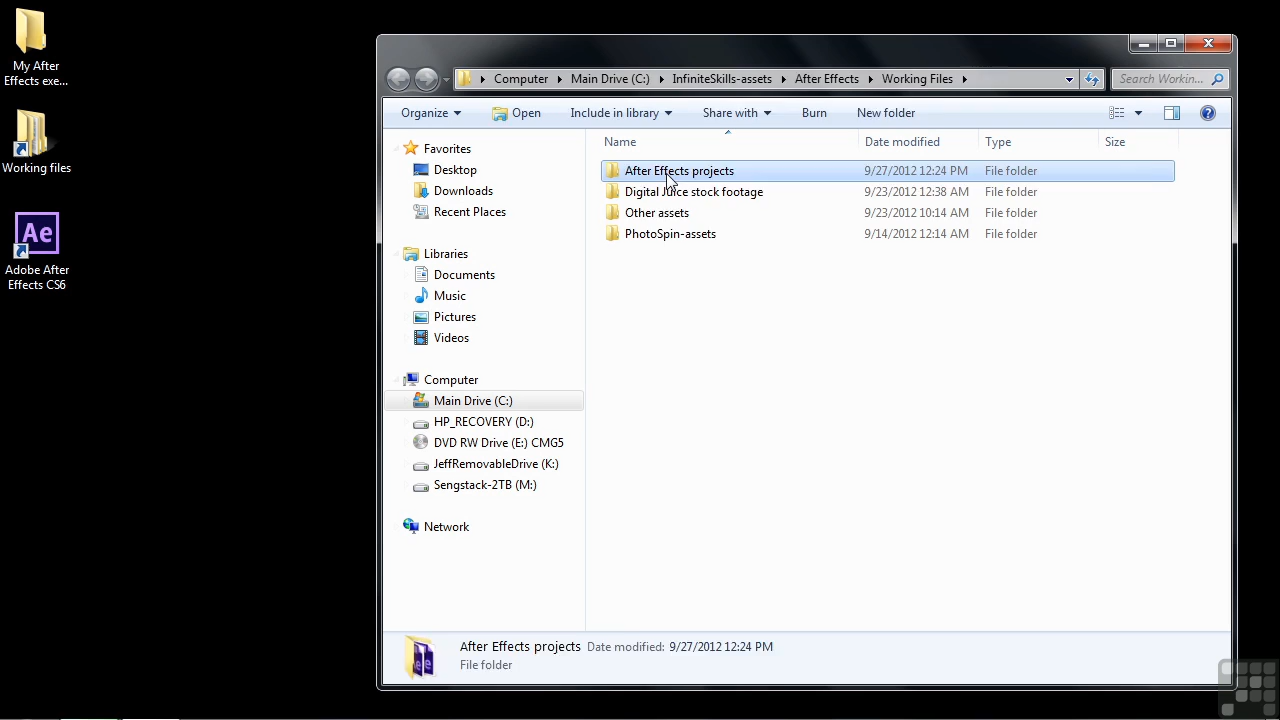 My After
Effects exe...
Working files
Ae
Adobe After
Effects CS6
Computer Main Drive (C:) InfiniteSkills-assets After Effects Working Files
Search Workin...
Organize Open Include in library Share with Burn New folder
Favorites
Desktop
Downloads
Recent Places
Libraries
Documents
Music
Pictures
Videos
Computer
Main Drive (C:)
HP_RECOVERY (D:)
DVD RW Drive (E:) CMG5
JeffRemovableDrive (K:)
Sengstack-2TB (M:)
Network
Name Date modified Type Size
After Effects projects 9/27/2012 12:24 PM File folder
Digital Juice stock footage 9/23/2012 12:38 AM File folder
Other assets 9/23/2012 10:14 AM File folder
PhotoSpin-assets 9/14/2012 12:14 AM File folder
After Effects projects Date modified: 9/27/2012 12:24 PM
File folder